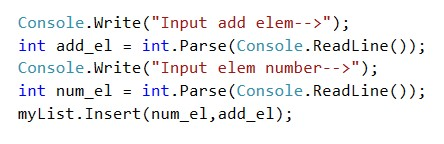 Console.Write("Input add elem-->");
int add_el = int.Parse(Console.ReadLine());
Console.Write("Input elem number-->");
int num_el = int.Parse(Console.ReadLine());
myList.Insert(num_el,add_el);